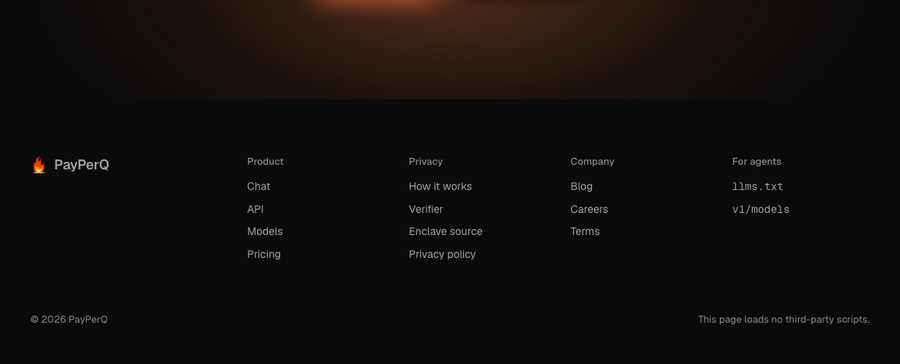 PayPerQ
Product
Chat
API
Models
Pricing
Privacy
How it works
Verifier
Enclave source
Privacy policy
Company
Blog
Careers
Terms
For agents
llms.txt
v1/models
© 2026 PayPerQ
This page loads no third-party scripts.